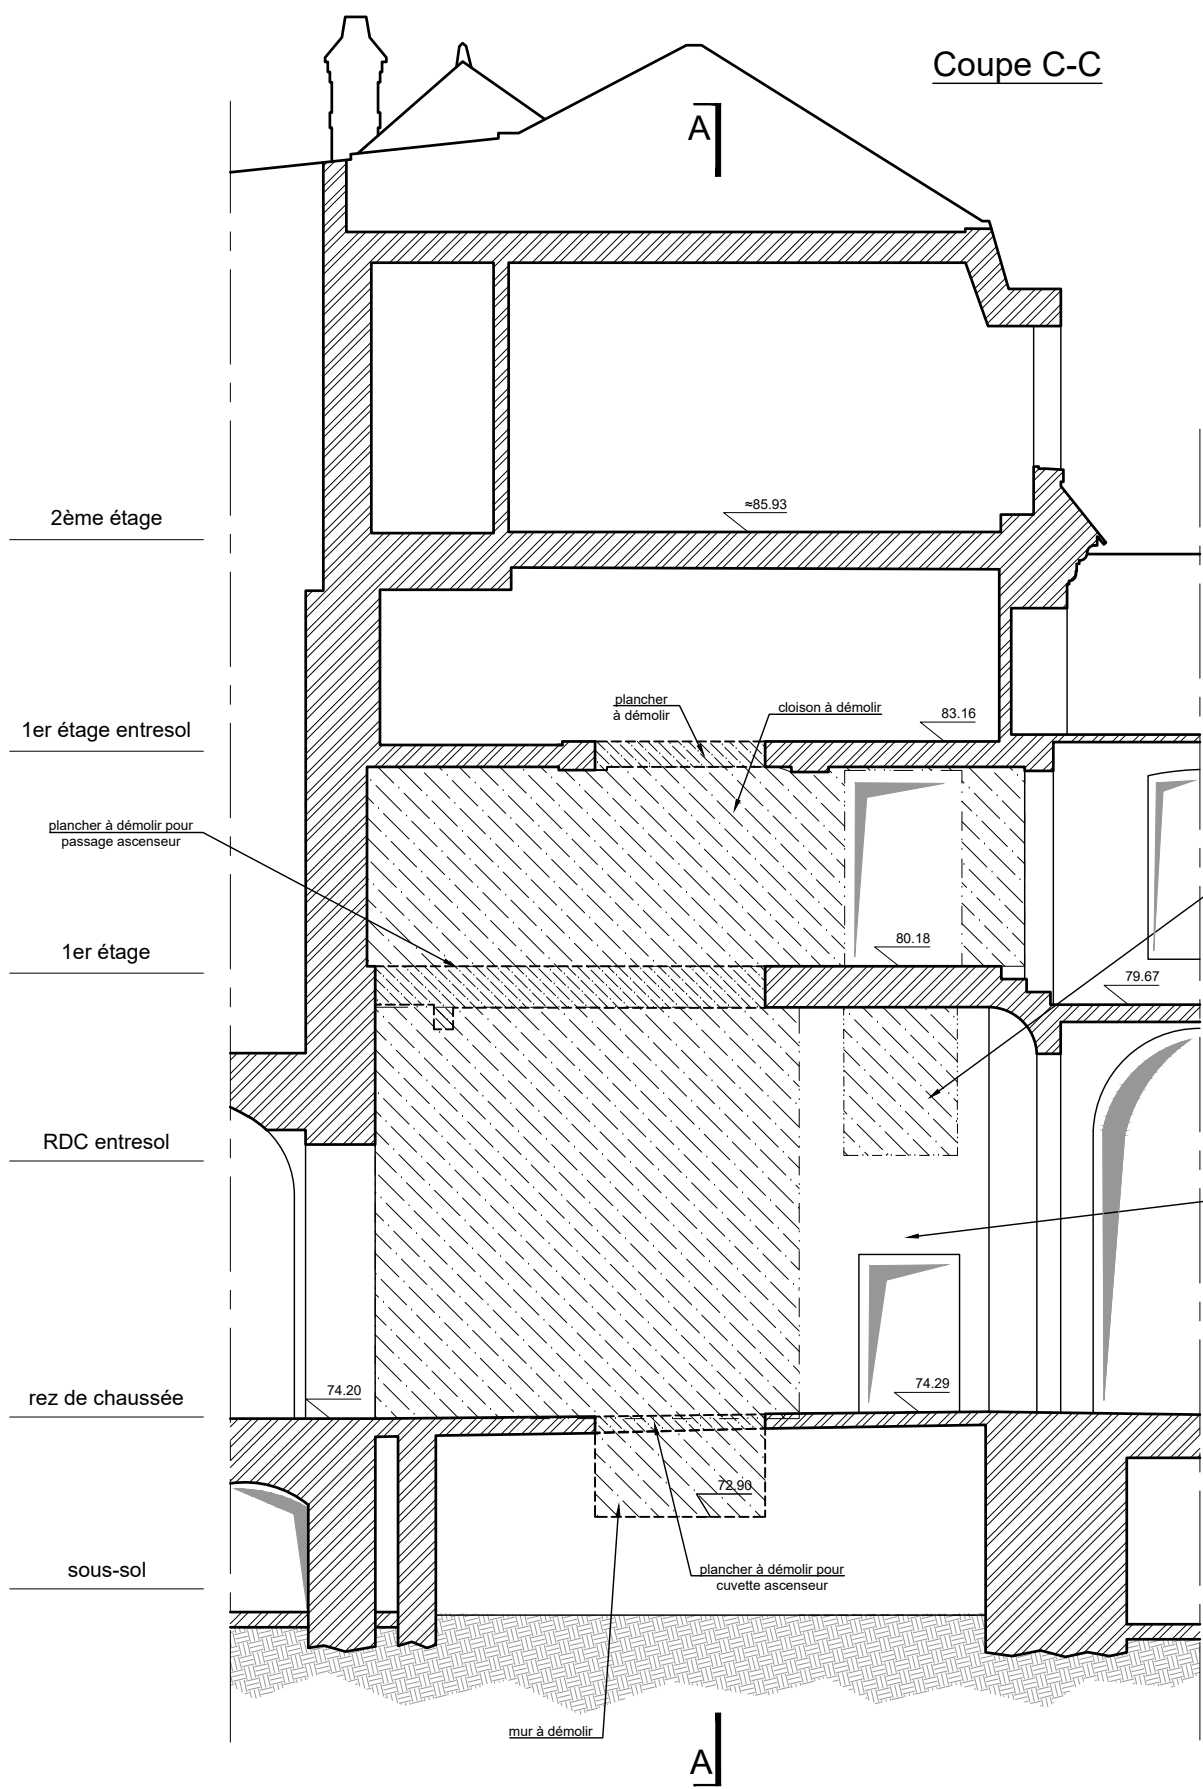 Coupe C-C
A
2ème étage
≈85.93
1er étage entresol
plancher
à démolir
cloison à démolir
83.16
plancher à démolir pour
passage ascenseur
1er étage
80.18
79.67
RDC entresol
rez de chaussée
74.20
74.29
72.90
sous-sol
plancher à démolir pour
cuvette ascenseur
mur à démolir
A